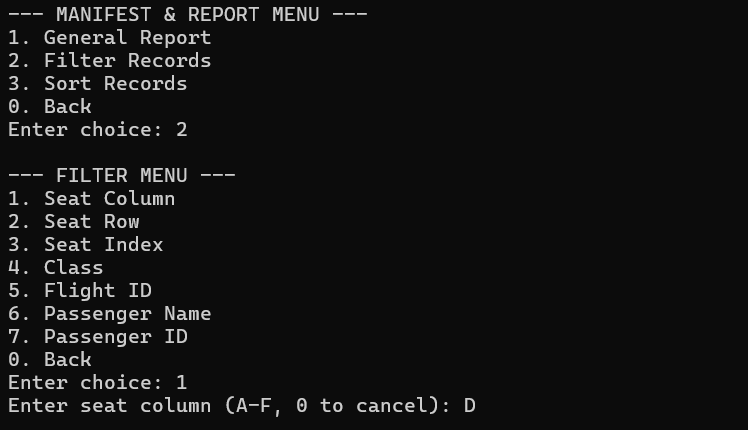 --- MANIFEST & REPORT MENU ---
1. General Report
2. Filter Records
3. Sort Records
0. Back
Enter choice: 2

--- FILTER MENU ---
1. Seat Column
2. Seat Row
3. Seat Index
4. Class
5. Flight ID
6. Passenger Name
7. Passenger ID
0. Back
Enter choice: 1
Enter seat column (A-F, 0 to cancel): D